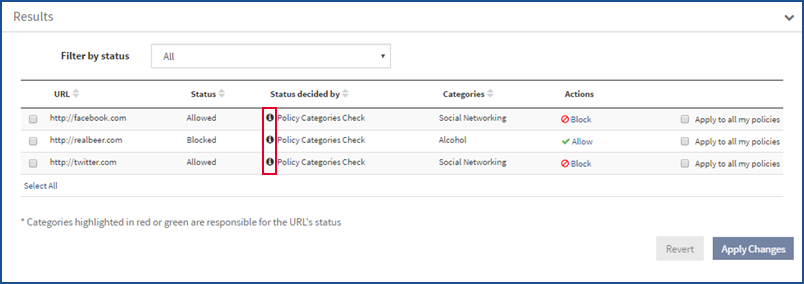 Results
Filter by status All
URL Status Status decided by Categories Actions
http://facebook.com Allowed Policy Categories Check Social Networking Block Apply to all my policies
http://realbeer.com Blocked Policy Categories Check Alcohol Allow Apply to all my policies
http://twitter.com Allowed Policy Categories Check Social Networking Block Apply to all my policies
Select All
* Categories highlighted in red or green are responsible for the URL's status
Revert Apply Changes